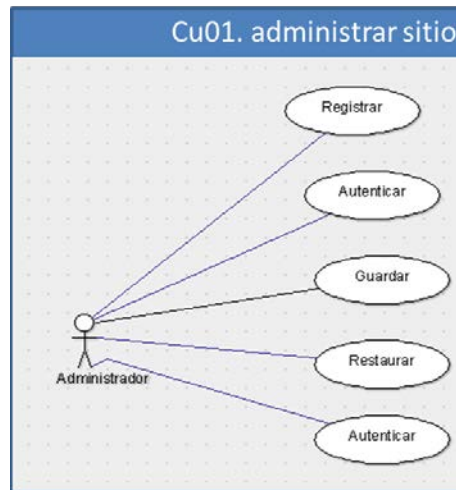 Cu01. administrar sitio
Registrar
Autenticar
Guardar
Restaurar
Administrador
Autenticar